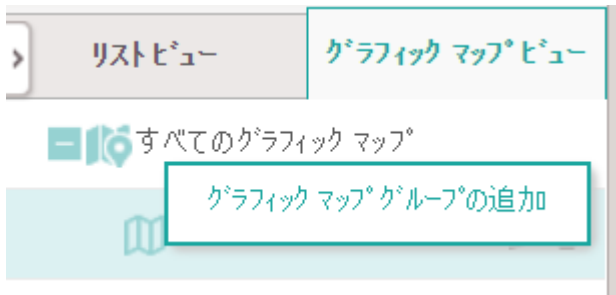 リスト ビュー
グラフィック マップ ビュー
すべてのグラフィック マップ
グラフィック マップ グループの追加